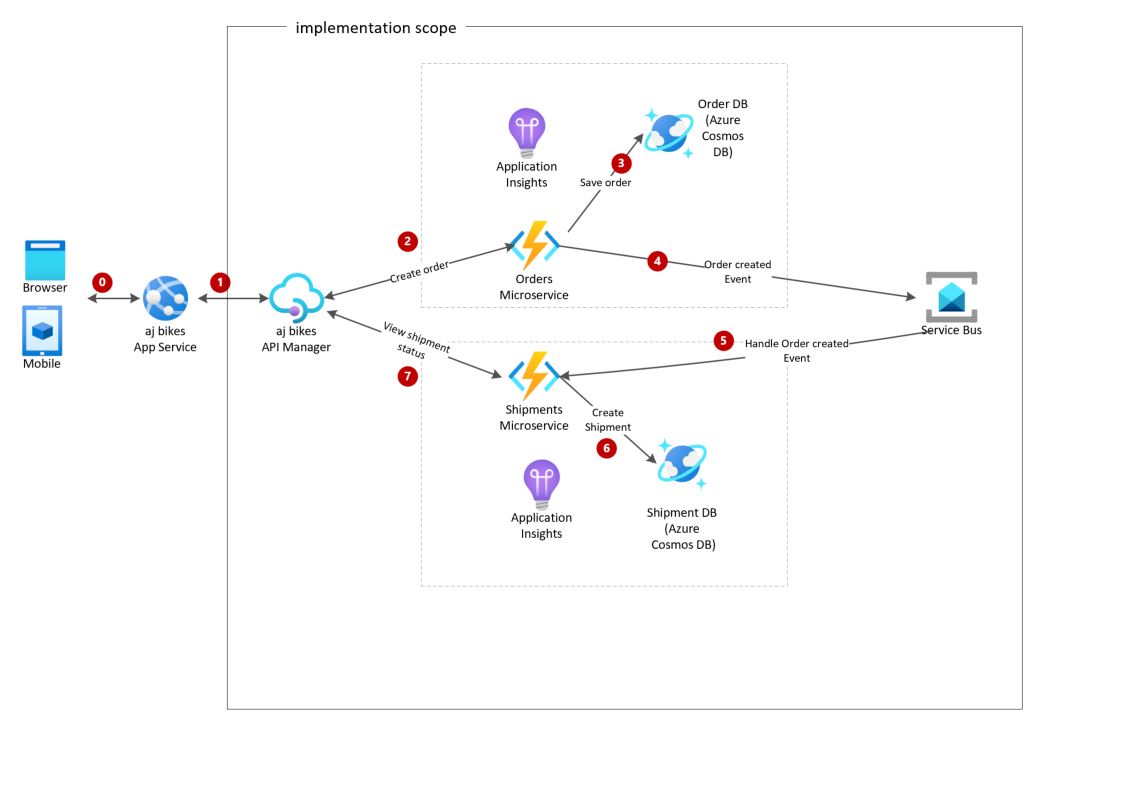 implementation scope
Order DB
(Azure
Cosmos
DB)
Application
Insights
3
Save order
2
Create order
4
Order created
Event
Orders
Microservice
Browser
0
1
aj bikes
App Service
aj bikes
API Manager
Mobile
Service Bus
View shipment
status
5
Handle Order created
Event
7
Shipments
Microservice
Create
Shipment
6
Application
Insights
Shipment DB
(Azure
Cosmos DB)